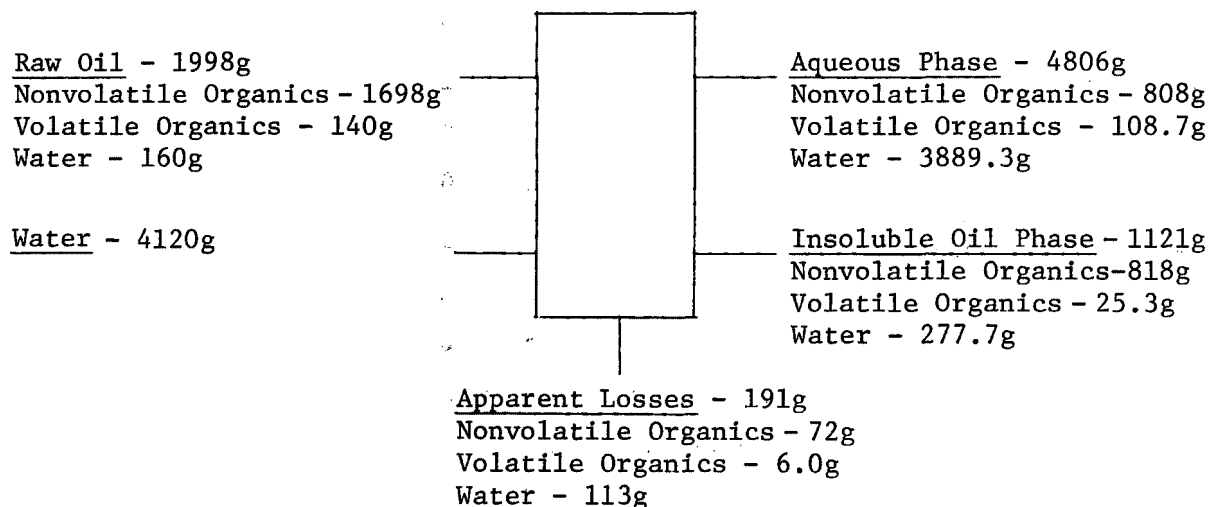 Raw Oil - 1998g
Nonvolatile Organics - 1698g
Volatile Organics - 140g
Water - 160g
Water - 4120g
Aqueous Phase - 4806g
Nonvolatile Organics - 808g
Volatile Organics - 108.7g
Water - 3889.3g
Insoluble Oil Phase - 1121g
Nonvolatile Organics-818g
Volatile Organics - 25.3g
Water - 277.7g
Apparent Losses - 191g
Nonvolatile Organics - 72g
Volatile Organics - 6.0g
Water - 113g